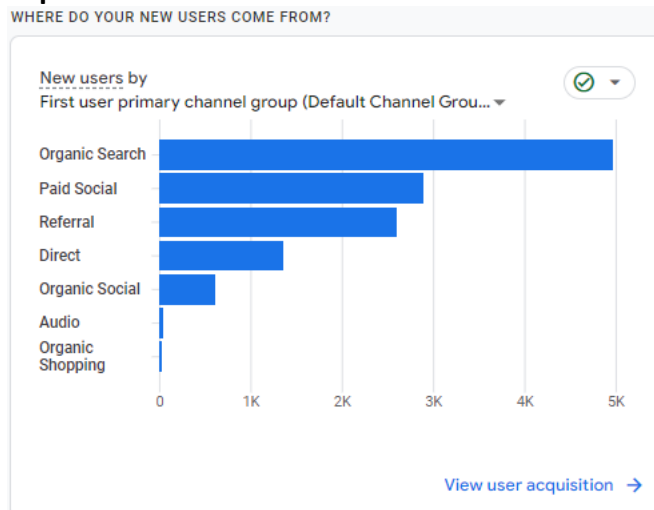 WHERE DO YOUR NEW USERS COME FROM?
New users by
First user primary channel group (Default Channel Grou...
Organic Search
Paid Social
Referral
Direct
Organic Social
Audio
Organic
Shopping
0 1K 2K 3K 4K 5K
View user acquisition →